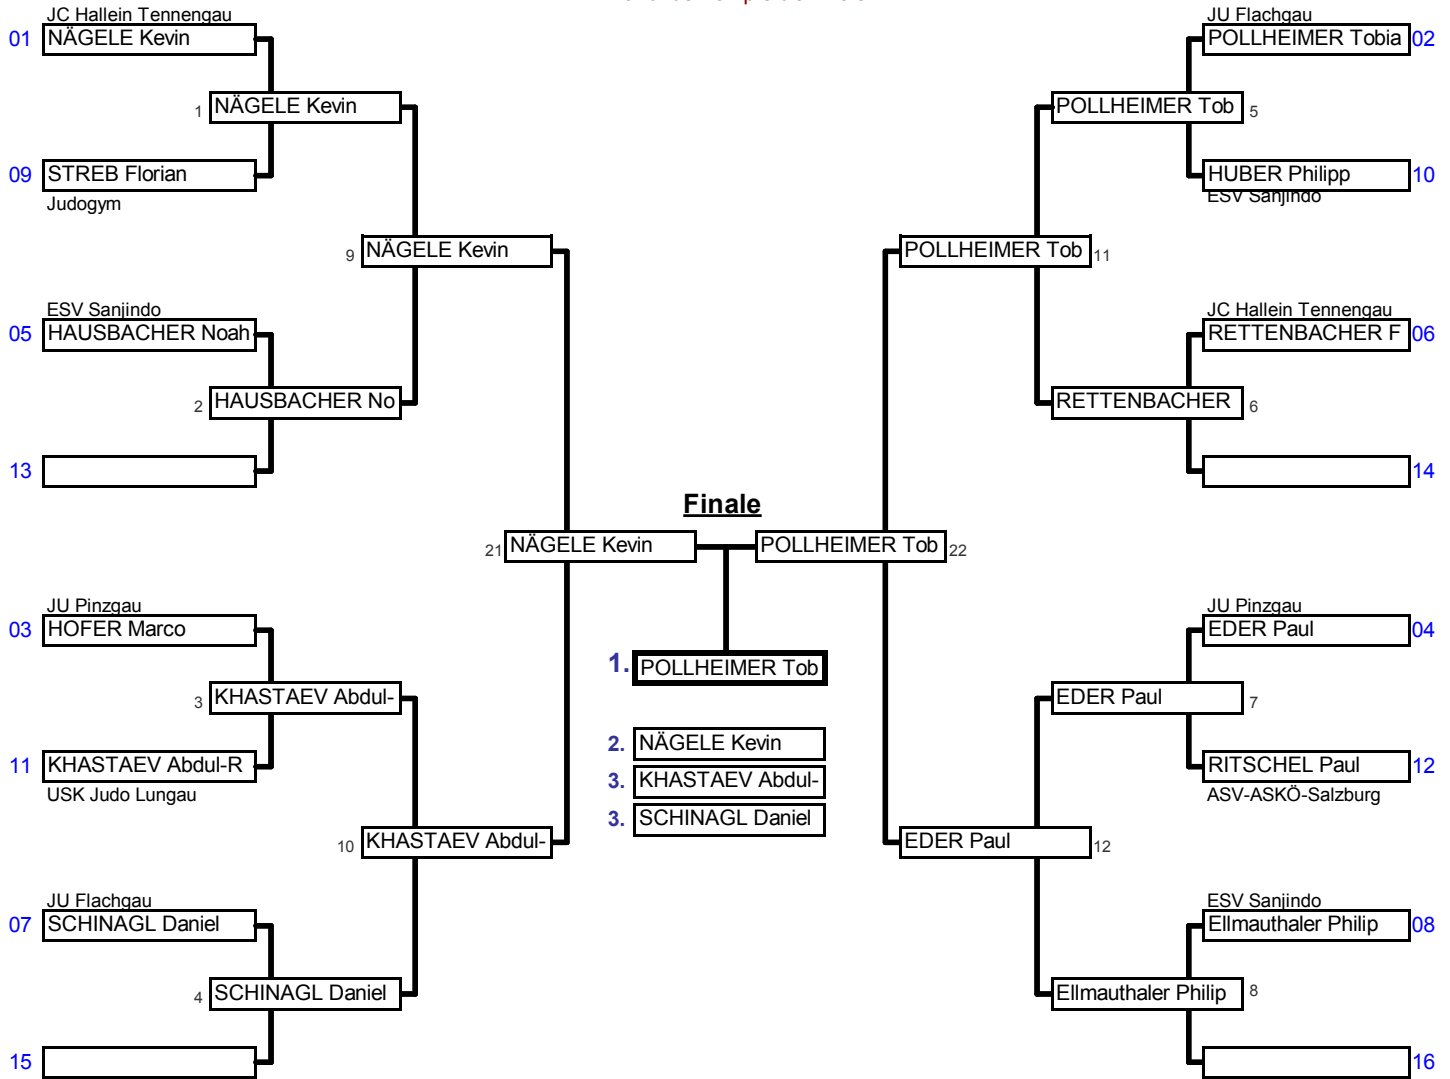 JC Hallein Tennengau
01 NÄGELE Kevin
1 NÄGELE Kevin
09 STREB Florian
Judogym
9 NÄGELE Kevin
ESV Sanjindo
05 HAUSBACHER Noah
2 HAUSBACHER No
13
21 NÄGELE Kevin
JU Pinzgau
03 HOFER Marco
3 KHASTAEV Abdul-
11 KHASTAEV Abdul-R
USK Judo Lungau
10 KHASTAEV Abdul-
JU Flachgau
07 SCHINAGL Daniel
4 SCHINAGL Daniel
15
Finale
1. POLLHEIMER Tob
2. NÄGELE Kevin
3. KHASTAEV Abdul-
3. SCHINAGL Daniel
JU Flachgau
POLLHEIMER Tobia 02
POLLHEIMER Tob 5
HUBER Philipp 10
ESV Sanjindo
POLLHEIMER Tob 11
JC Hallein Tennengau
RETTENBACHER F 06
RETTENBACHER 6
14
POLLHEIMER Tob 22
JU Pinzgau
EDER Paul 04
EDER Paul 7
RITSCHEL Paul 12
ASV-ASKÖ-Salzburg
EDER Paul 12
ESV Sanjindo
Ellmauthaler Philip 08
Ellmauthaler Philip 8
16